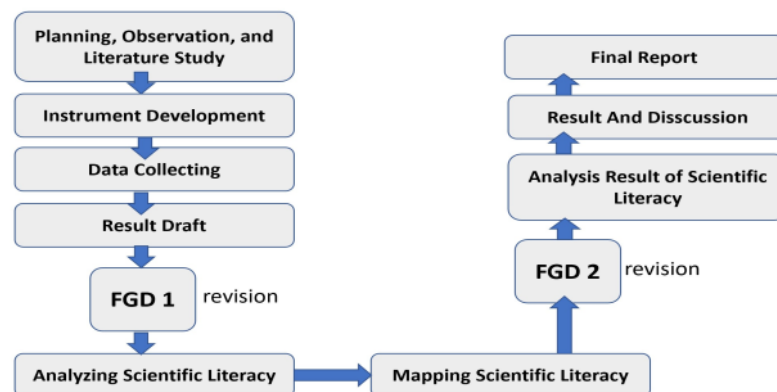 Planning, Observation, and
Literature Study
Instrument Development
Data Collecting
Result Draft
FGD 1
revision
Analyzing Scientific Literacy
Mapping Scientific Literacy
FGD 2
revision
Analysis Result of Scientific
Literacy
Result And Disscussion
Final Report